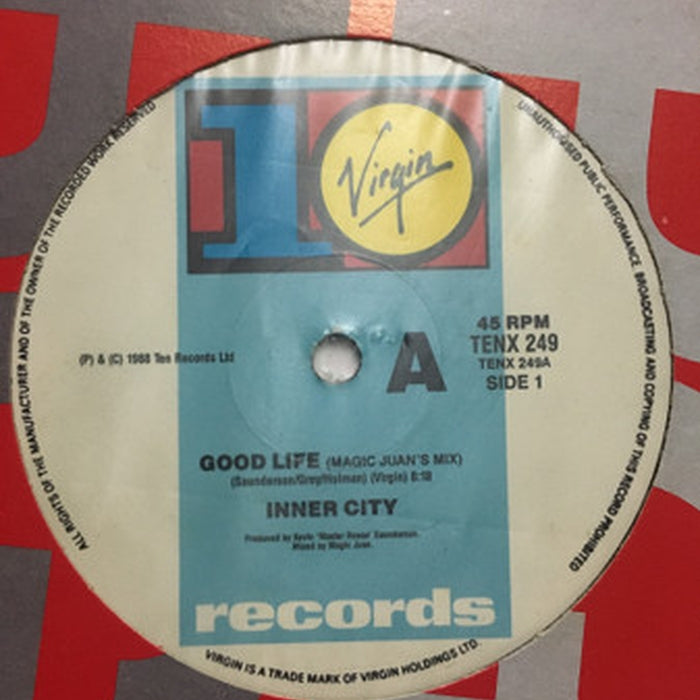 10
Virgin
45 RPM
TENX 249
TENX 249A
SIDE 1
A
(P) & (C) 1988 Ten Records Ltd
GOOD LIFE (MAGIC JUAN'S MIX)
(Saunderson/Grey/Holman) (Virgin) 6:18
INNER CITY
Produced by Kevin 'Master Reese' Saunderson.
Mixed by Magic Juan.
records
ALL RIGHTS OF THE MANUFACTURER AND OF THE OWNER OF THE RECORDED WORK RESERVED
UNAUTHORISED PUBLIC PERFORMANCE BROADCASTING AND COPYING OF THIS RECORD PROHIBITED
VIRGIN IS A TRADE MARK OF VIRGIN HOLDINGS LTD.